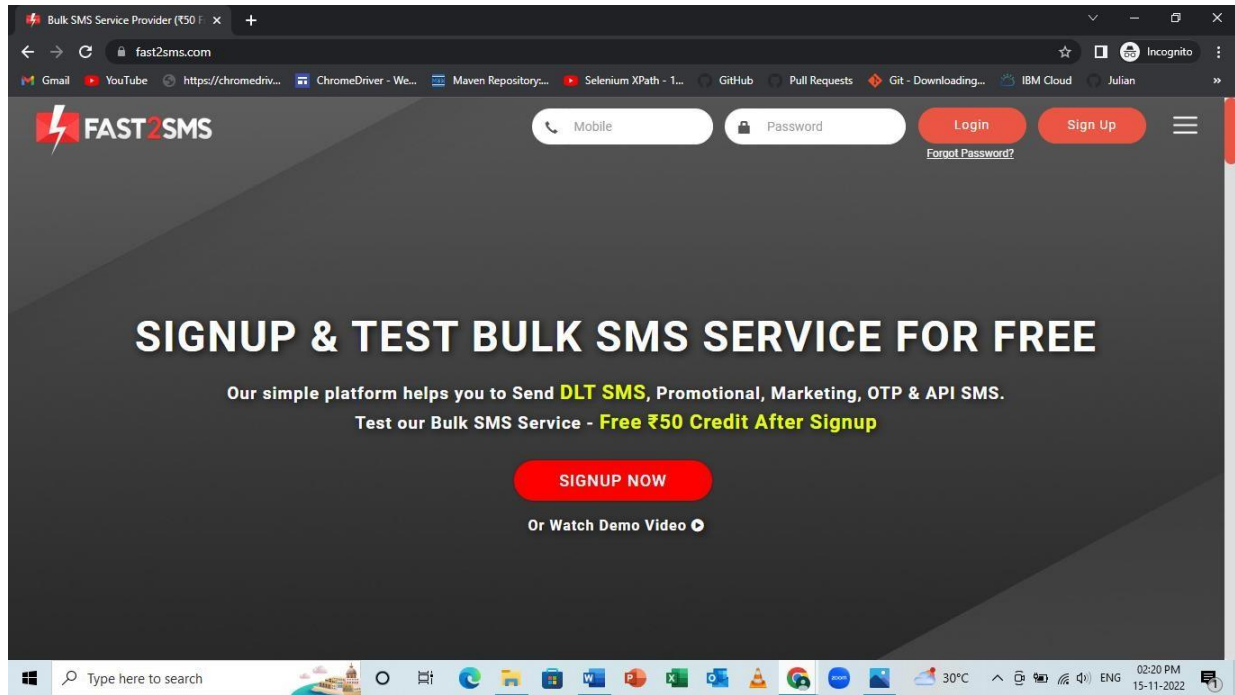 Bulk SMS Service Provider (₹50 F
fast2sms.com
Incognito
Gmail YouTube https://chromedriv... ChromeDriver - We... Maven Repository:... Selenium XPath - 1... GitHub Pull Requests Git - Downloading... IBM Cloud Julian »
FAST2SMS Mobile Password Login Sign Up
Forgot Password?
SIGNUP & TEST BULK SMS SERVICE FOR FREE
Our simple platform helps you to Send DLT SMS, Promotional, Marketing, OTP & API SMS.
Test our Bulk SMS Service - Free ₹50 Credit After Signup
SIGNUP NOW
Or Watch Demo Video
Type here to search 30°C ENG 02:20 PM
15-11-2022